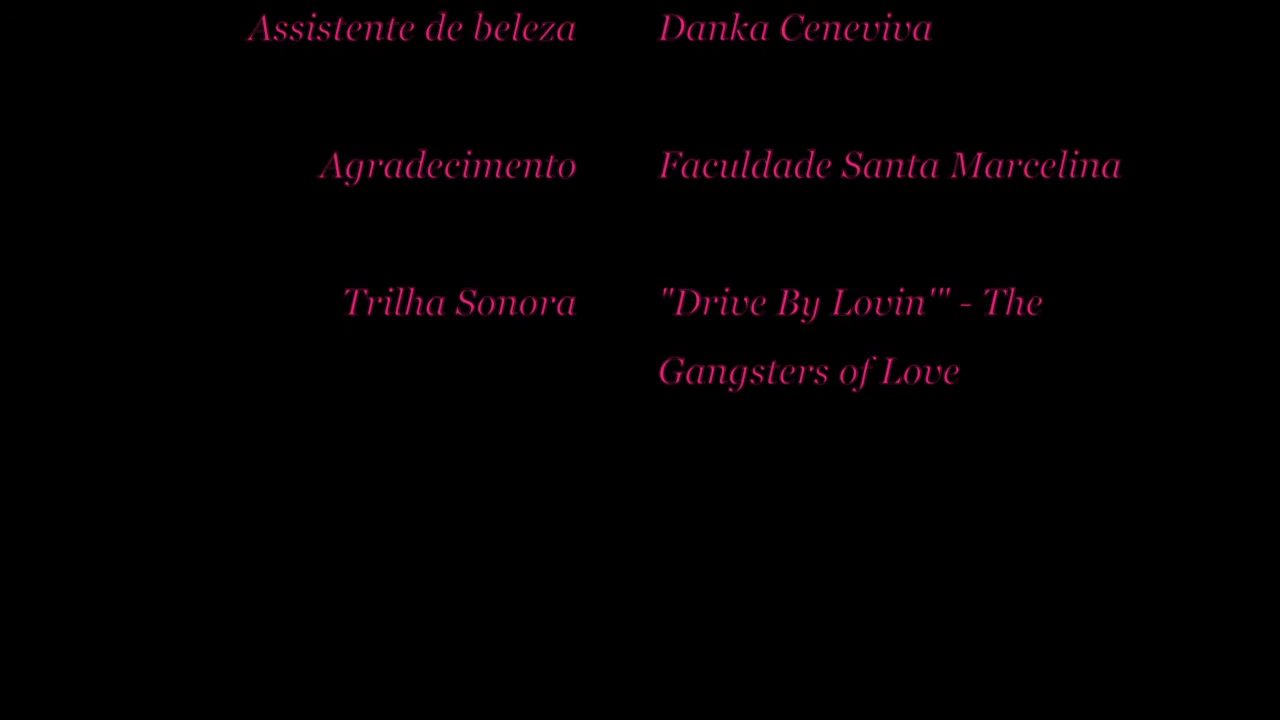 Assistente de beleza Danka Ceneviva
Agradecimento Faculdade Santa Marcelina
Trilha Sonora "Drive By Lovin'" - The
Gangsters of Love